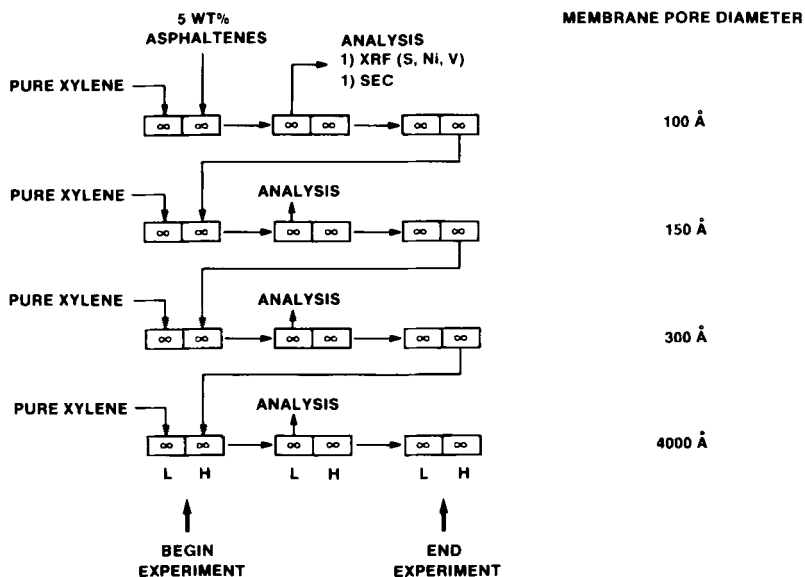 5 WT%
ASPHALTENES
MEMBRANE PORE DIAMETER
ANALYSIS
1) XRF (S, Ni, V)
1) SEC
PURE XYLENE
∞ ∞ ∞ ∞ ∞ ∞
100 Å
PURE XYLENE
ANALYSIS
∞ ∞ ∞ ∞ ∞ ∞
150 Å
PURE XYLENE
ANALYSIS
∞ ∞ ∞ ∞ ∞ ∞
300 Å
PURE XYLENE
ANALYSIS
∞ ∞ ∞ ∞ ∞ ∞
4000 Å
L H L H L H
BEGIN
EXPERIMENT
END
EXPERIMENT